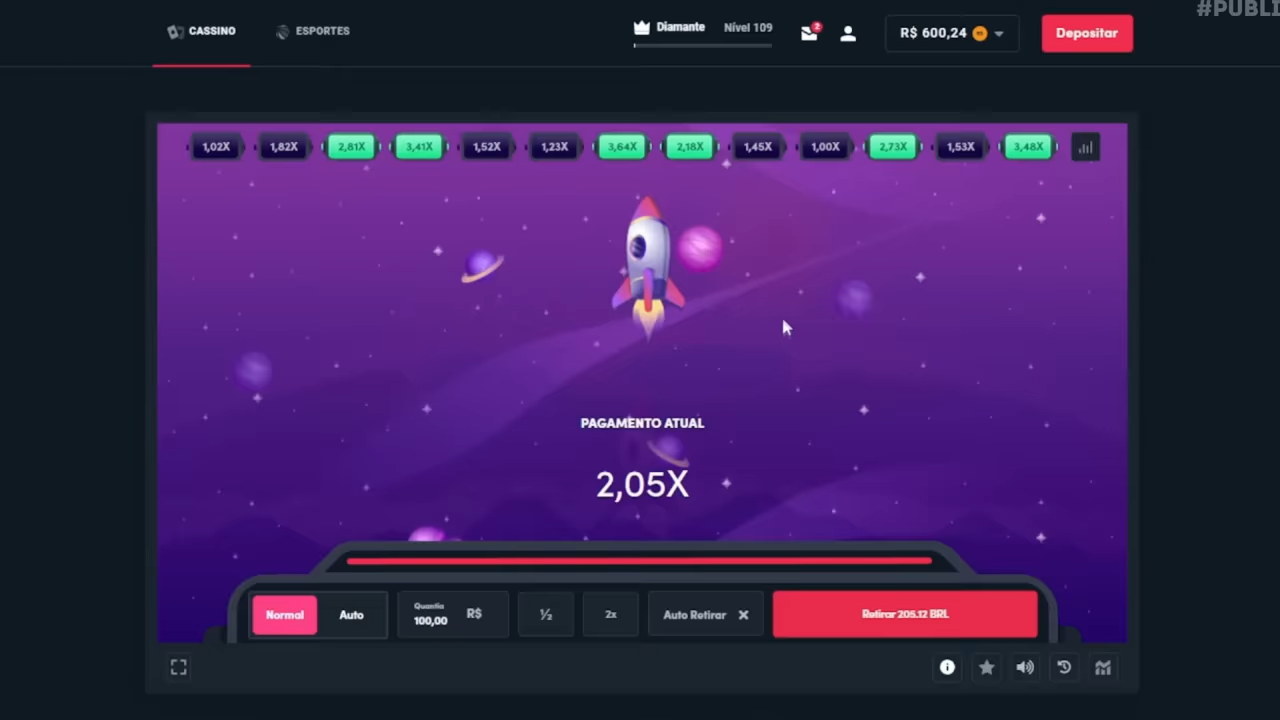 #PUBLI
CASSINO
ESPORTES
Diamante
Nível 109
2
R$ 600,24
Depositar
1,02X
1,82X
2,81X
3,41X
1,52X
1,23X
3,64X
2,18X
1,45X
1,00X
2,73X
1,53X
3,48X
PAGAMENTO ATUAL
2,05X
Normal
Auto
Quantia
100,00
R$
½
2x
Auto Retirar
Retirar 205.12 BRL